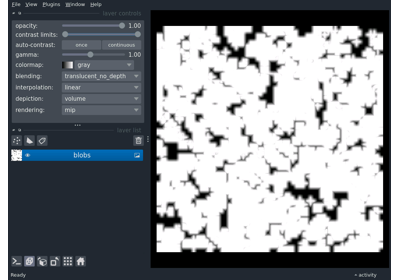 File View Plugins Window Help
layer controls
opacity: 1.00
contrast limits:
auto-contrast: once continuous
gamma: 1.00
colormap: gray
blending: translucent_no_depth
interpolation: linear
depiction: volume
rendering: mip
layer list
blobs
Ready
activity